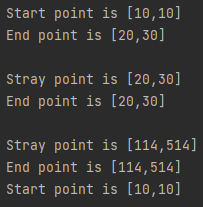 Start point is [10,10]
End point is [20,30]
Stray point is [20,30]
End point is [20,30]
Stray point is [114,514]
End point is [114,514]
Start point is [10,10]